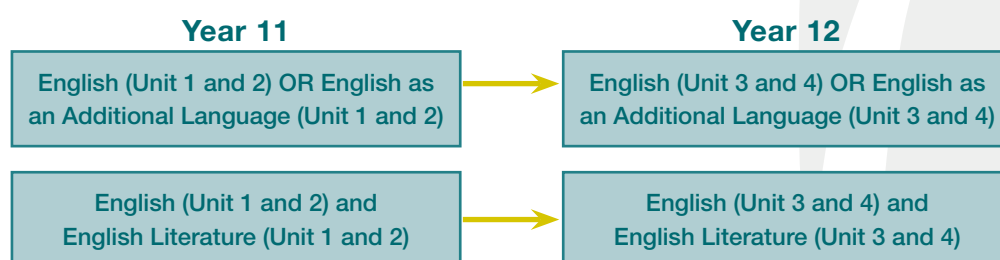 Year 11
Year 12
English (Unit 1 and 2) OR English as
an Additional Language (Unit 1 and 2)
English (Unit 3 and 4) OR English as
an Additional Language (Unit 3 and 4)
English (Unit 1 and 2) and
English Literature (Unit 1 and 2)
English (Unit 3 and 4) and
English Literature (Unit 3 and 4)